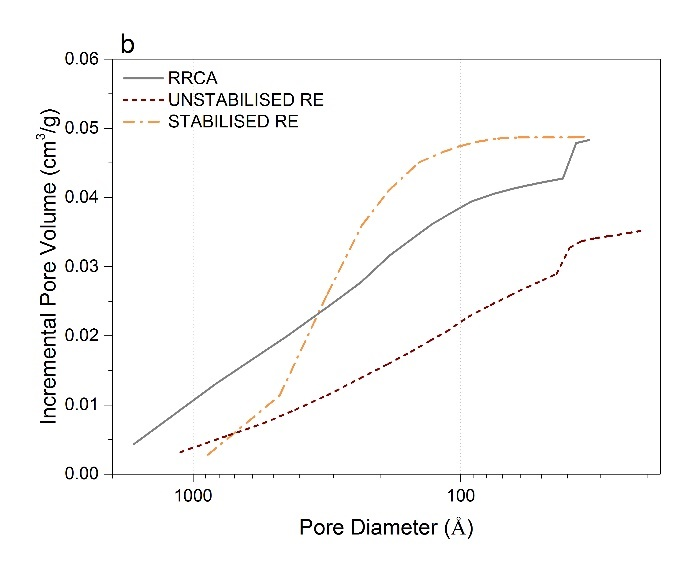 b
RRCA
UNSTABILISED RE
STABILISED RE
Incremental Pore Volume (cm³/g)
0.06
0.05
0.04
0.03
0.02
0.01
0.00
1000
100
Pore Diameter (Å)